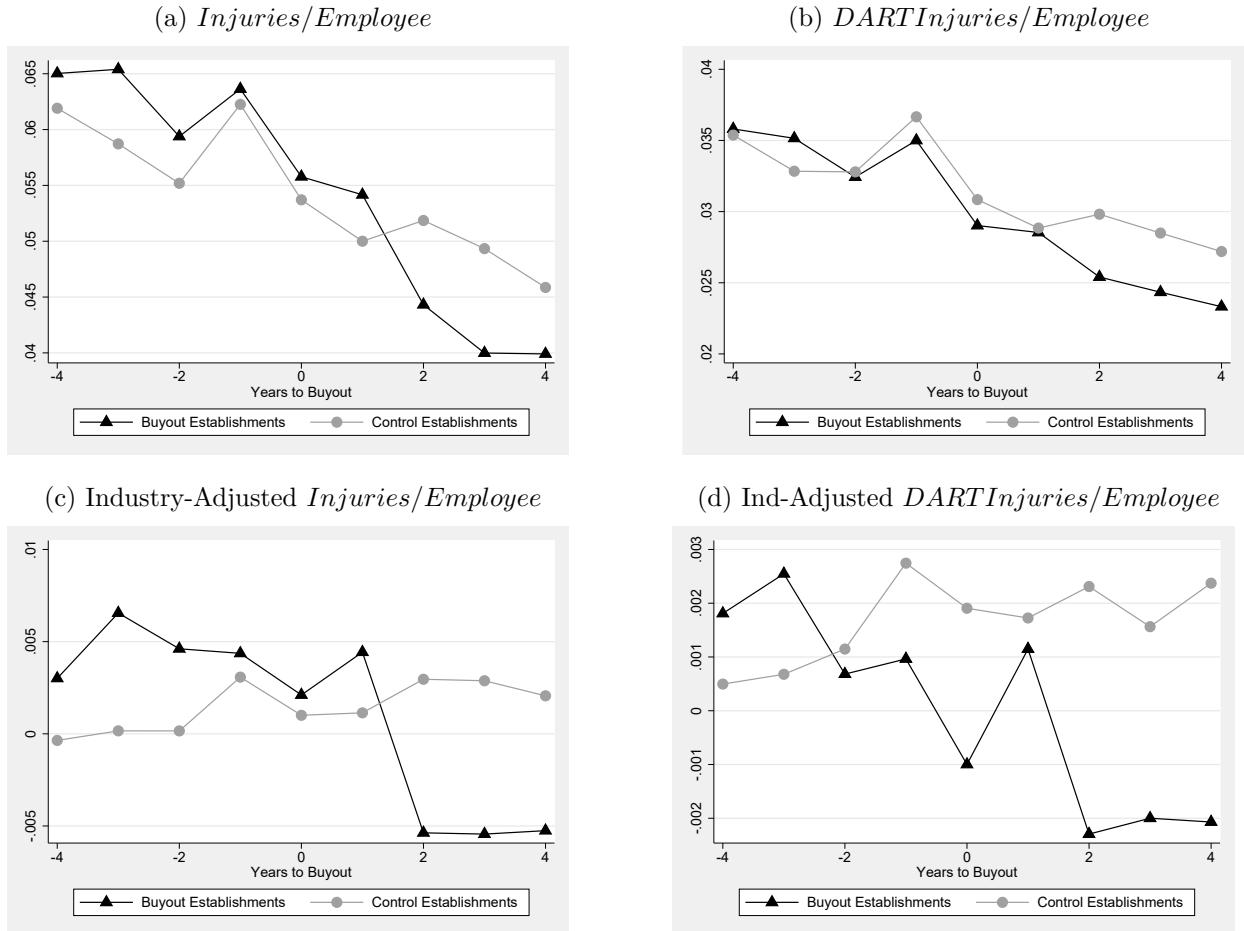 (a) Injuries/Employee
.065
.06
.055
.05
.045
.04
-4
-2
0
2
4
Years to Buyout
Buyout Establishments
Control Establishments
(b) DARTInjuries/Employee
.04
.035
.03
.025
.02
-4
-2
0
2
4
Years to Buyout
Buyout Establishments
Control Establishments
(c) Industry-Adjusted Injuries/Employee
.01
.005
0
-.005
-4
-2
0
2
4
Years to Buyout
Buyout Establishments
Control Establishments
(d) Ind-Adjusted DARTInjuries/Employee
.003
.002
.001
0
-.001
-.002
-4
-2
0
2
4
Years to Buyout
Buyout Establishments
Control Establishments